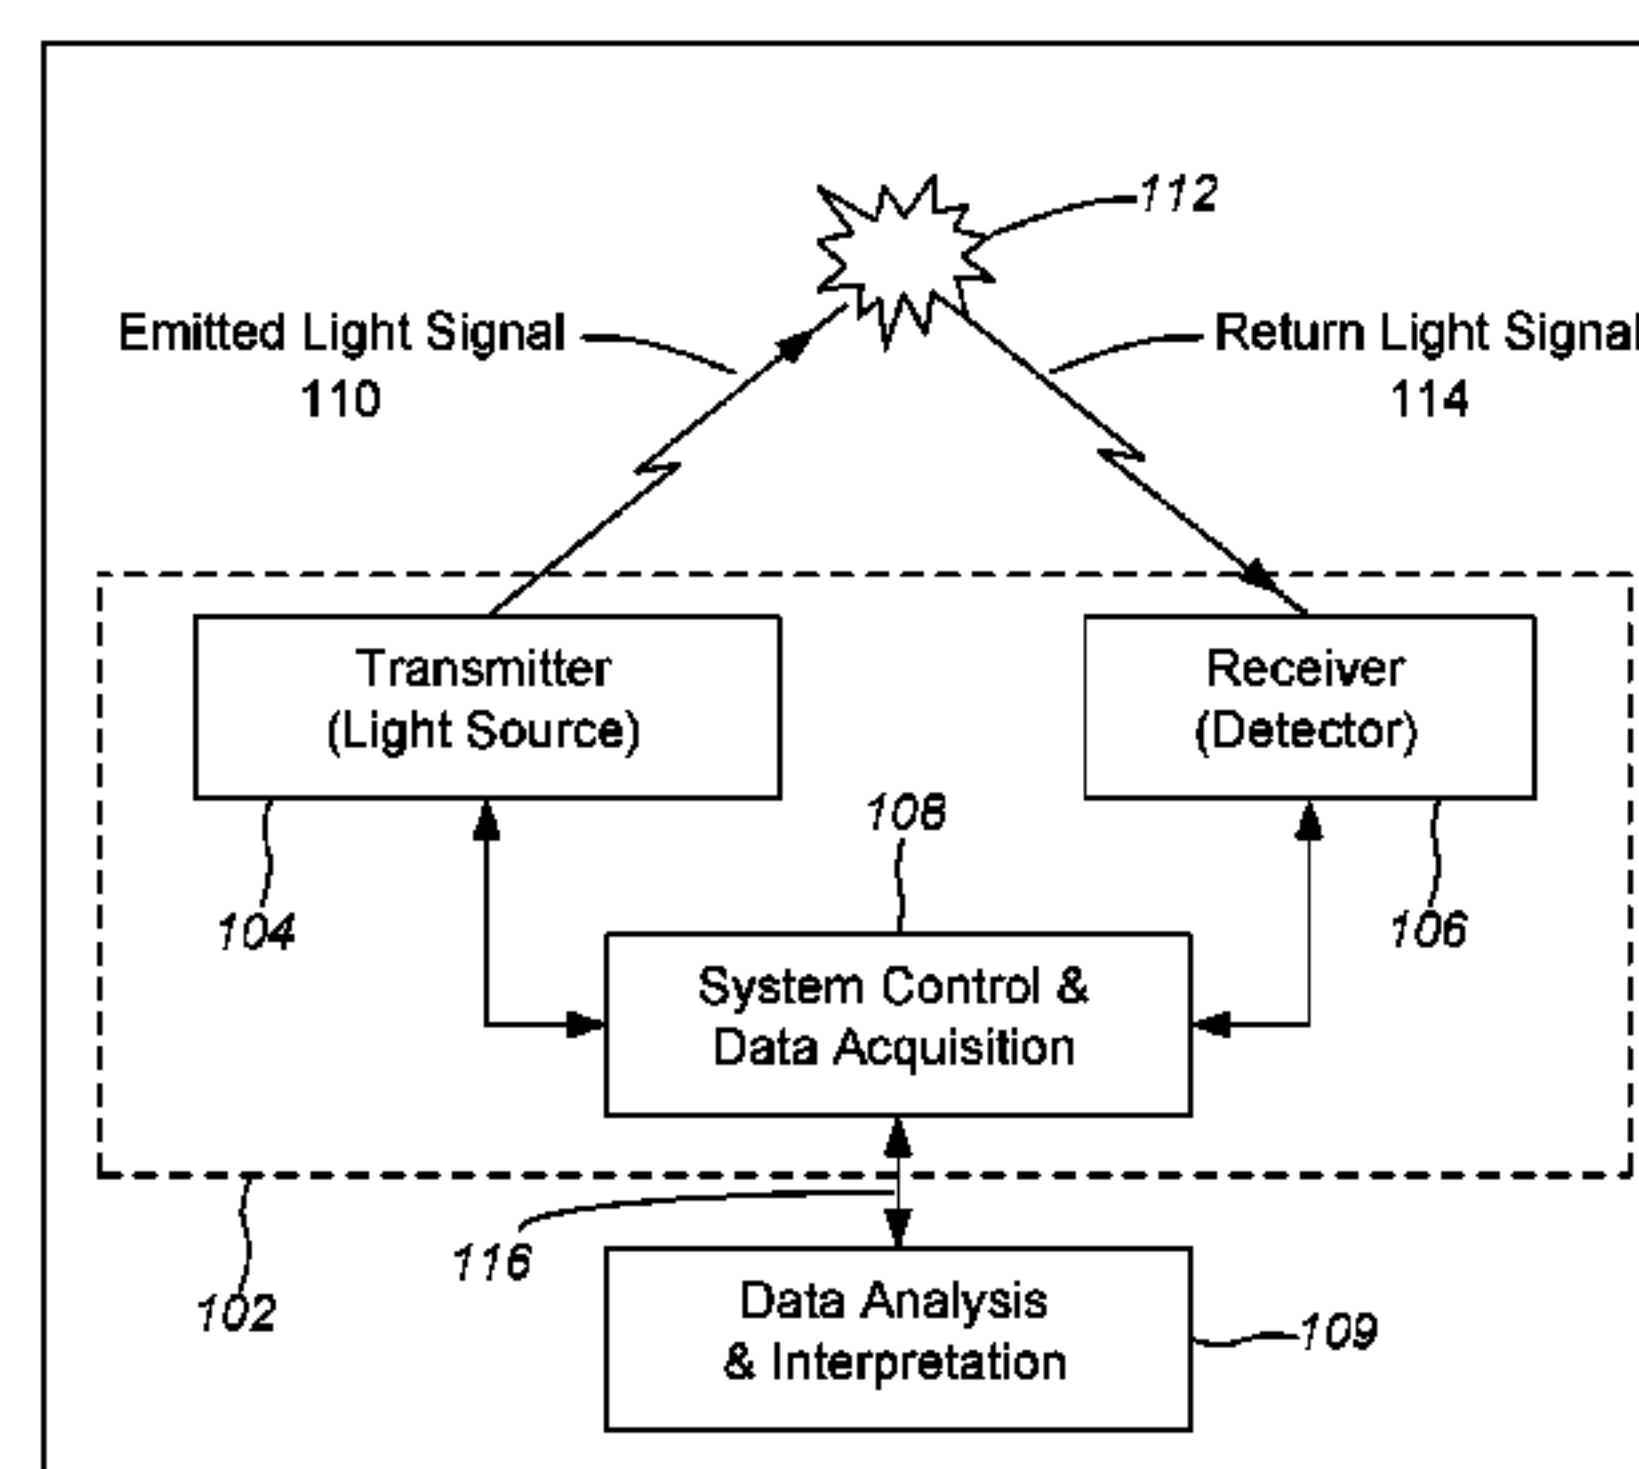 112
Emitted Light Signal
110
Return Light Signal
114
Transmitter
(Light Source)
Receiver
(Detector)
108
104
106
System Control &
Data Acquisition
116
102
Data Analysis
& Interpretation
109